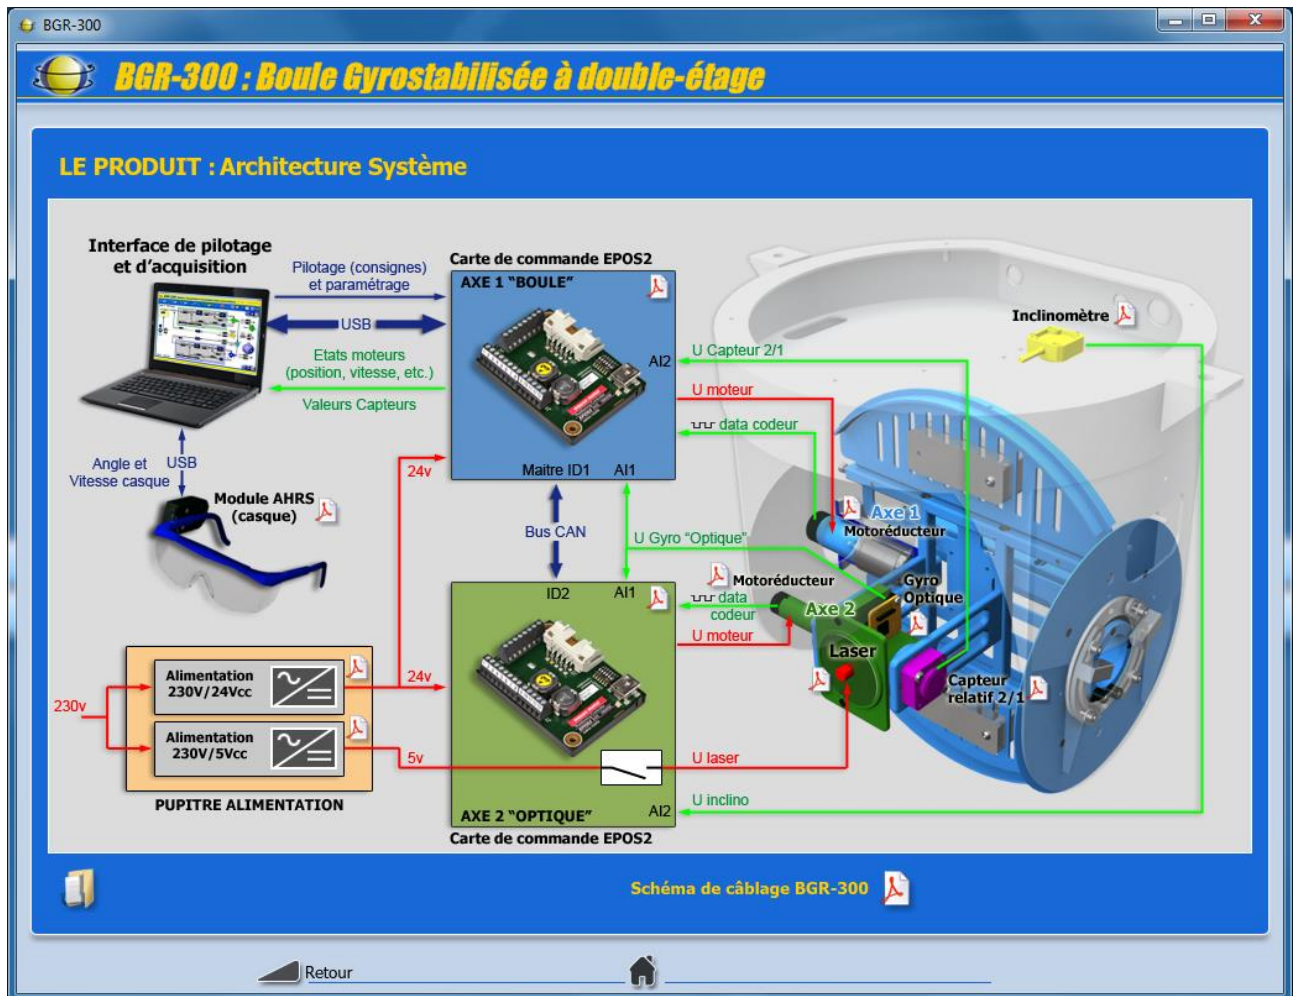 BGR-300
BGR-300 : Boule Gyrostabilisée à double-étage
LE PRODUIT : Architecture Système
Interface de pilotage
et d'acquisition
Pilotage (consignes)
et paramétrage
USB
Etats moteurs
(position, vitesse, etc.)
Valeurs Capteurs
Carte de commande EPOS2
AXE 1 "BOULE"
AI2
Maitre ID1
AI1
U Capteur 2/1
U moteur
data codeur
Inclinomètre
Angle et
Vitesse casque
USB
Module AHRS
(casque)
24v
Bus CAN
U Gyro "Optique"
Axe 1
Motoréducteur
Motoréducteur
Axe 2
Gyro
Optique
ID2
AI1
data
codeur
U moteur
Laser
Capteur
relatif 2/1
230v
Alimentation
230V/24Vcc
24v
Alimentation
230V/5Vcc
5v
PUPITRE ALIMENTATION
U laser
U inclino
AI2
AXE 2 "OPTIQUE"
Carte de commande EPOS2
Schéma de câblage BGR-300
Retour